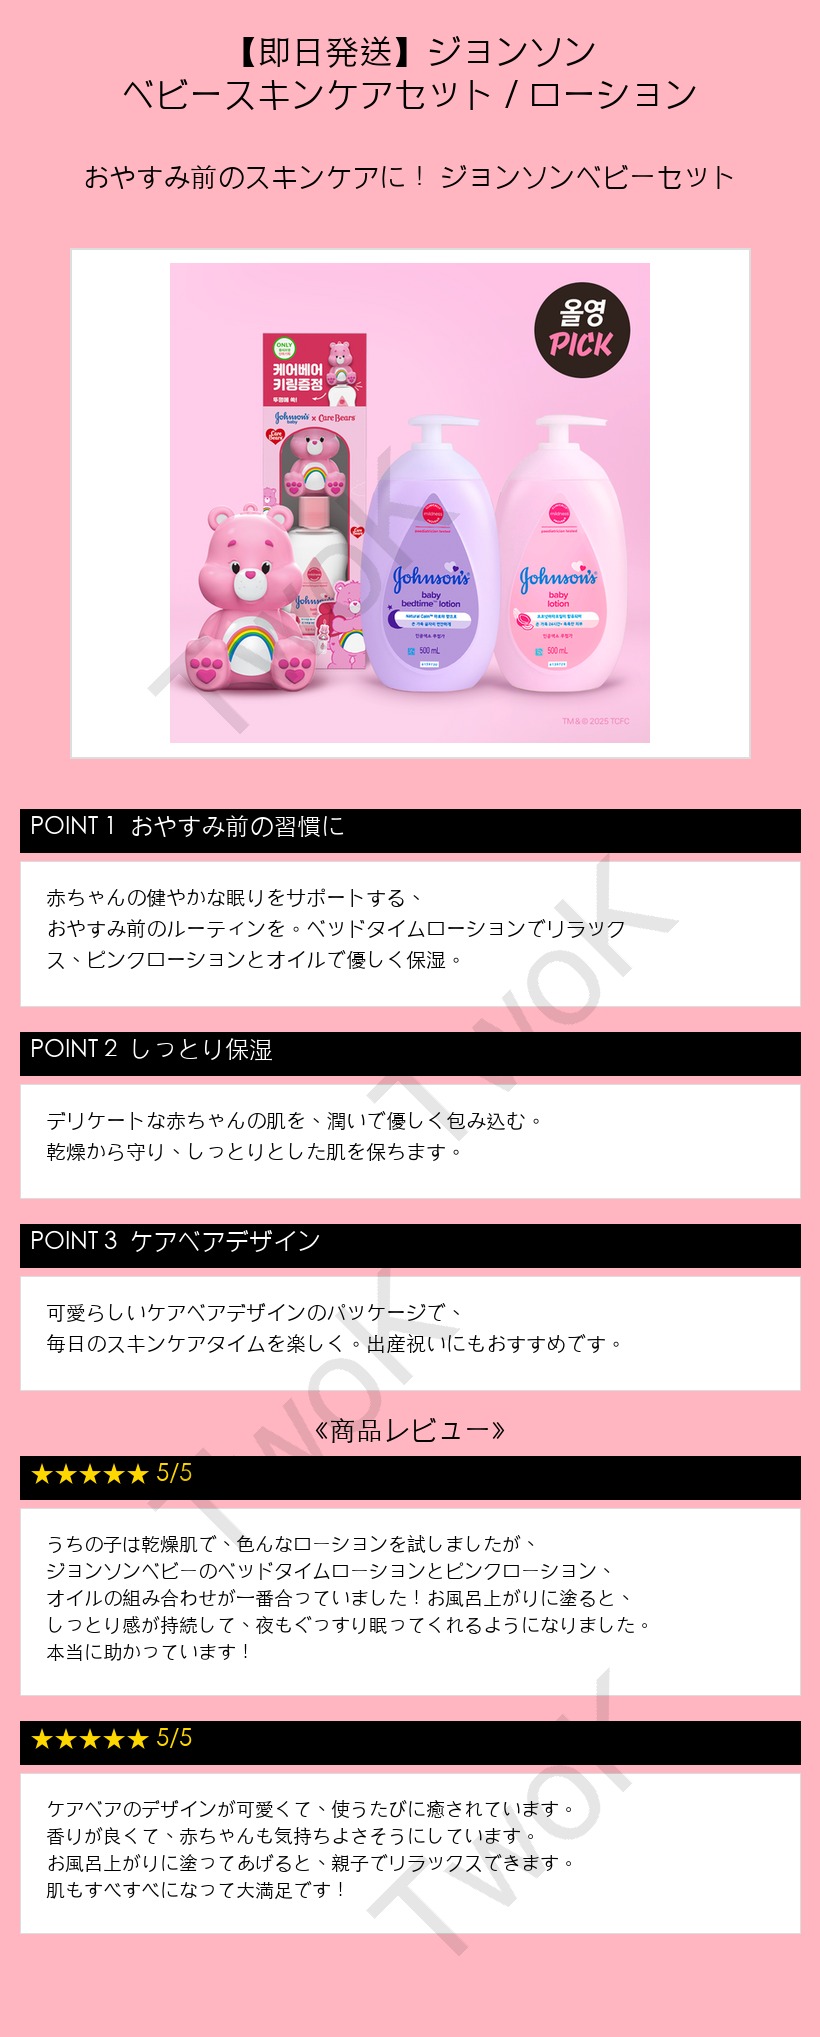 【即日発送】ジョンソン
ベビースキンケアセット / ローション
おやすみ前のスキンケアに！ ジョンソンベビーセット
올영
PICK
ONLY
케어베어
키링증정
Johnson's
baby
×
Care Bears
Care
Bears
mildness
Johnson's
baby
bedtime™ lotion
500 mL
mildness
Johnson's
baby
lotion
500 mL
TM & © 2025 TCFC
POINT 1 おやすみ前の習慣に
赤ちゃんの健やかな眠りをサポートする、
おやすみ前のルーティンを。ベッドタイムローションでリラック
ス、ピンクローションとオイルで優しく保湿。
POINT 2 しっとり保湿
デリケートな赤ちゃんの肌を、潤いで優しく包み込む。
乾燥から守り、しっとりとした肌を保ちます。
POINT 3 ケアベアデザイン
可愛らしいケアベアデザインのパッケージで、
毎日のスキンケアタイムを楽しく。出産祝いにもおすすめです。
《商品レビュー》
★★★★★ 5/5
うちの子は乾燥肌で、色んなローションを試しましたが、
ジョンソンベビーのベッドタイムローションとピンクローション、
オイルの組み合わせが一番合っていました！お風呂上がりに塗ると、
しっとり感が持続して、夜もぐっすり眠ってくれるようになりました。
本当に助かっています！
★★★★★ 5/5
ケアベアのデザインが可愛くて、使うたびに癒されています。
香りが良くて、赤ちゃんも気持ちよさそうにしています。
お風呂上がりに塗ってあげると、親子でリラックスできます。
肌もすべすべになって大満足です！
TwoK
TwoK
TwoK
TwoK